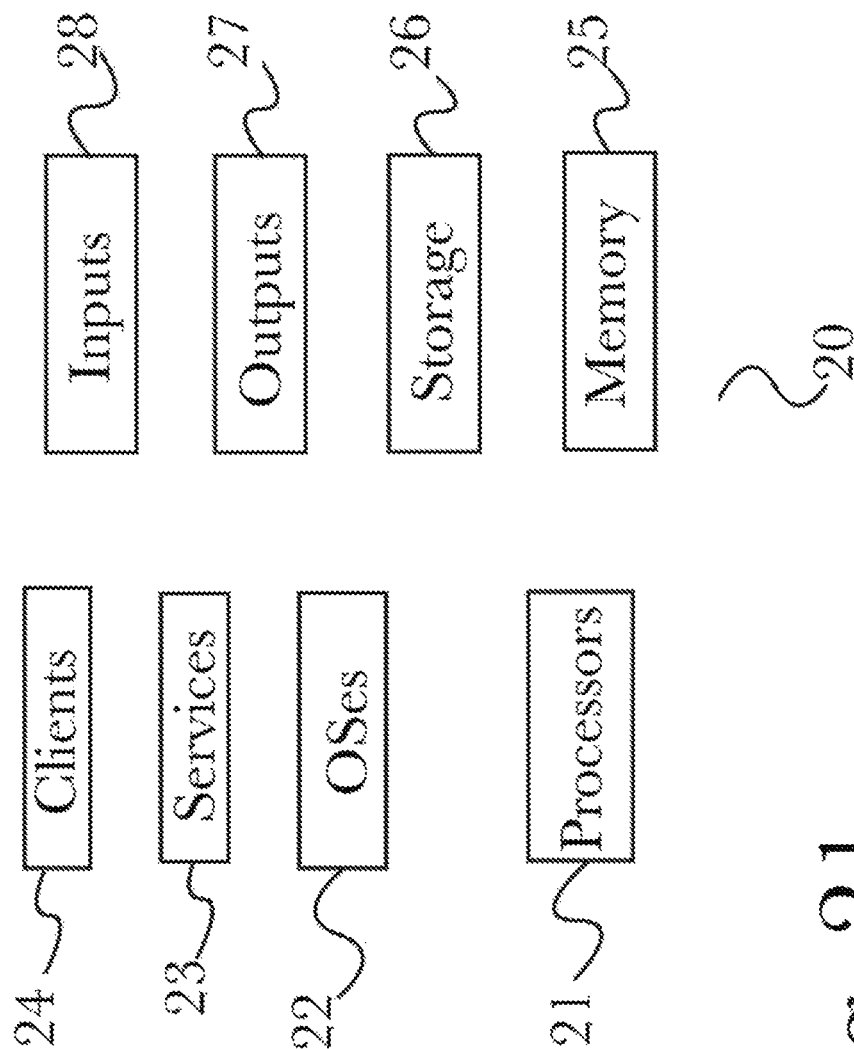 24 Clients Inputs 28
23 Services Outputs 27
22 OSes Storage 26
21 Processors Memory 25
20